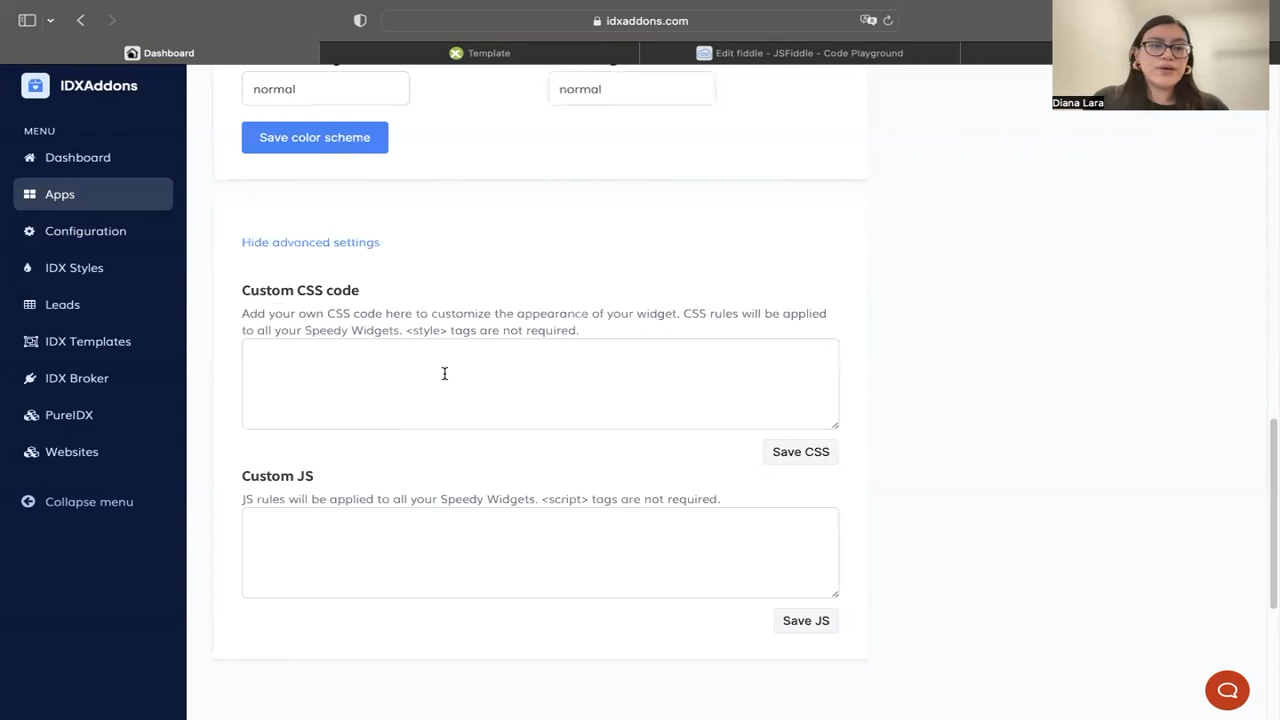 idxaddons.com
Dashboard
Template
Edit fiddle - JSFiddle - Code Playground
Diana Lara
IDXAddons
MENU
Dashboard
Apps
Configuration
IDX Styles
Leads
IDX Templates
IDX Broker
PureIDX
Websites
Collapse menu
normal
normal
Save color scheme
Hide advanced settings
Custom CSS code
Add your own CSS code here to customize the appearance of your widget. CSS rules will be applied
to all your Speedy Widgets. <style> tags are not required.
Save CSS
Custom JS
JS rules will be applied to all your Speedy Widgets. <script> tags are not required.
Save JS